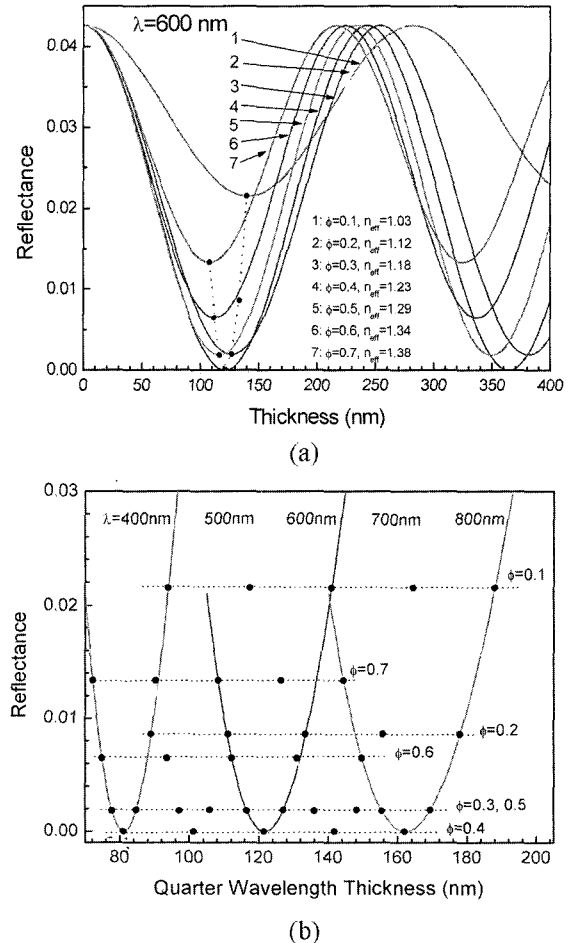 λ=600 nm
0.04
0.03
0.02
0.01
0.00
Reflectance
1
2
3
4
5
6
7
1: ϕ=0.1, n_eff=1.03
2: ϕ=0.2, n_eff=1.12
3: ϕ=0.3, n_eff=1.18
4: ϕ=0.4, n_eff=1.23
5: ϕ=0.5, n_eff=1.29
6: ϕ=0.6, n_eff=1.34
7: ϕ=0.7, n_eff=1.38
0 50 100 150 200 250 300 350 400
Thickness (nm)
(a)
0.03
0.02
0.01
0.00
Reflectance
λ=400nm 500nm 600nm 700nm 800nm
ϕ=0.1
ϕ=0.7
ϕ=0.2
ϕ=0.6
ϕ=0.3, 0.5
ϕ=0.4
80 100 120 140 160 180 200
Quarter Wavelength Thickness (nm)
(b)